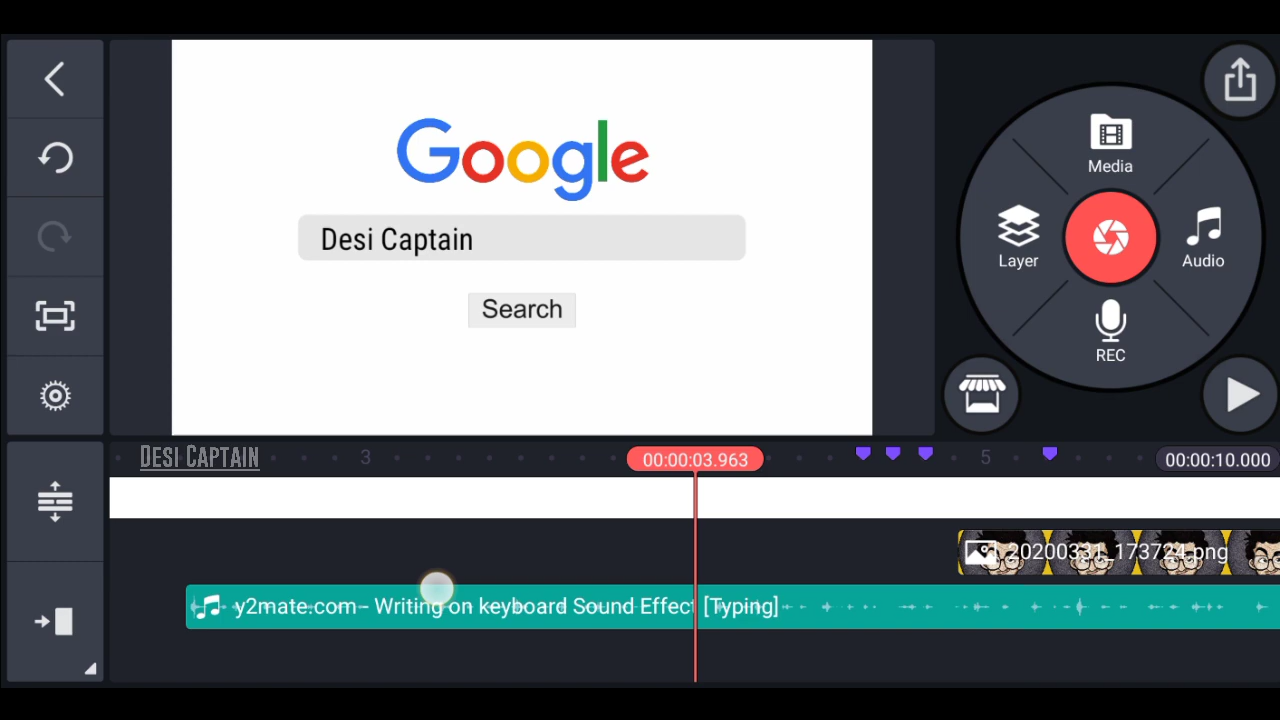 Google
Desi Captain
Search
Media
Layer
Audio
REC
DESI CAPTAIN
3
00:00:03.963
5
00:00:10.000
20200331_173724.png
y2mate.com - Writing on keyboard Sound Effect [Typing]